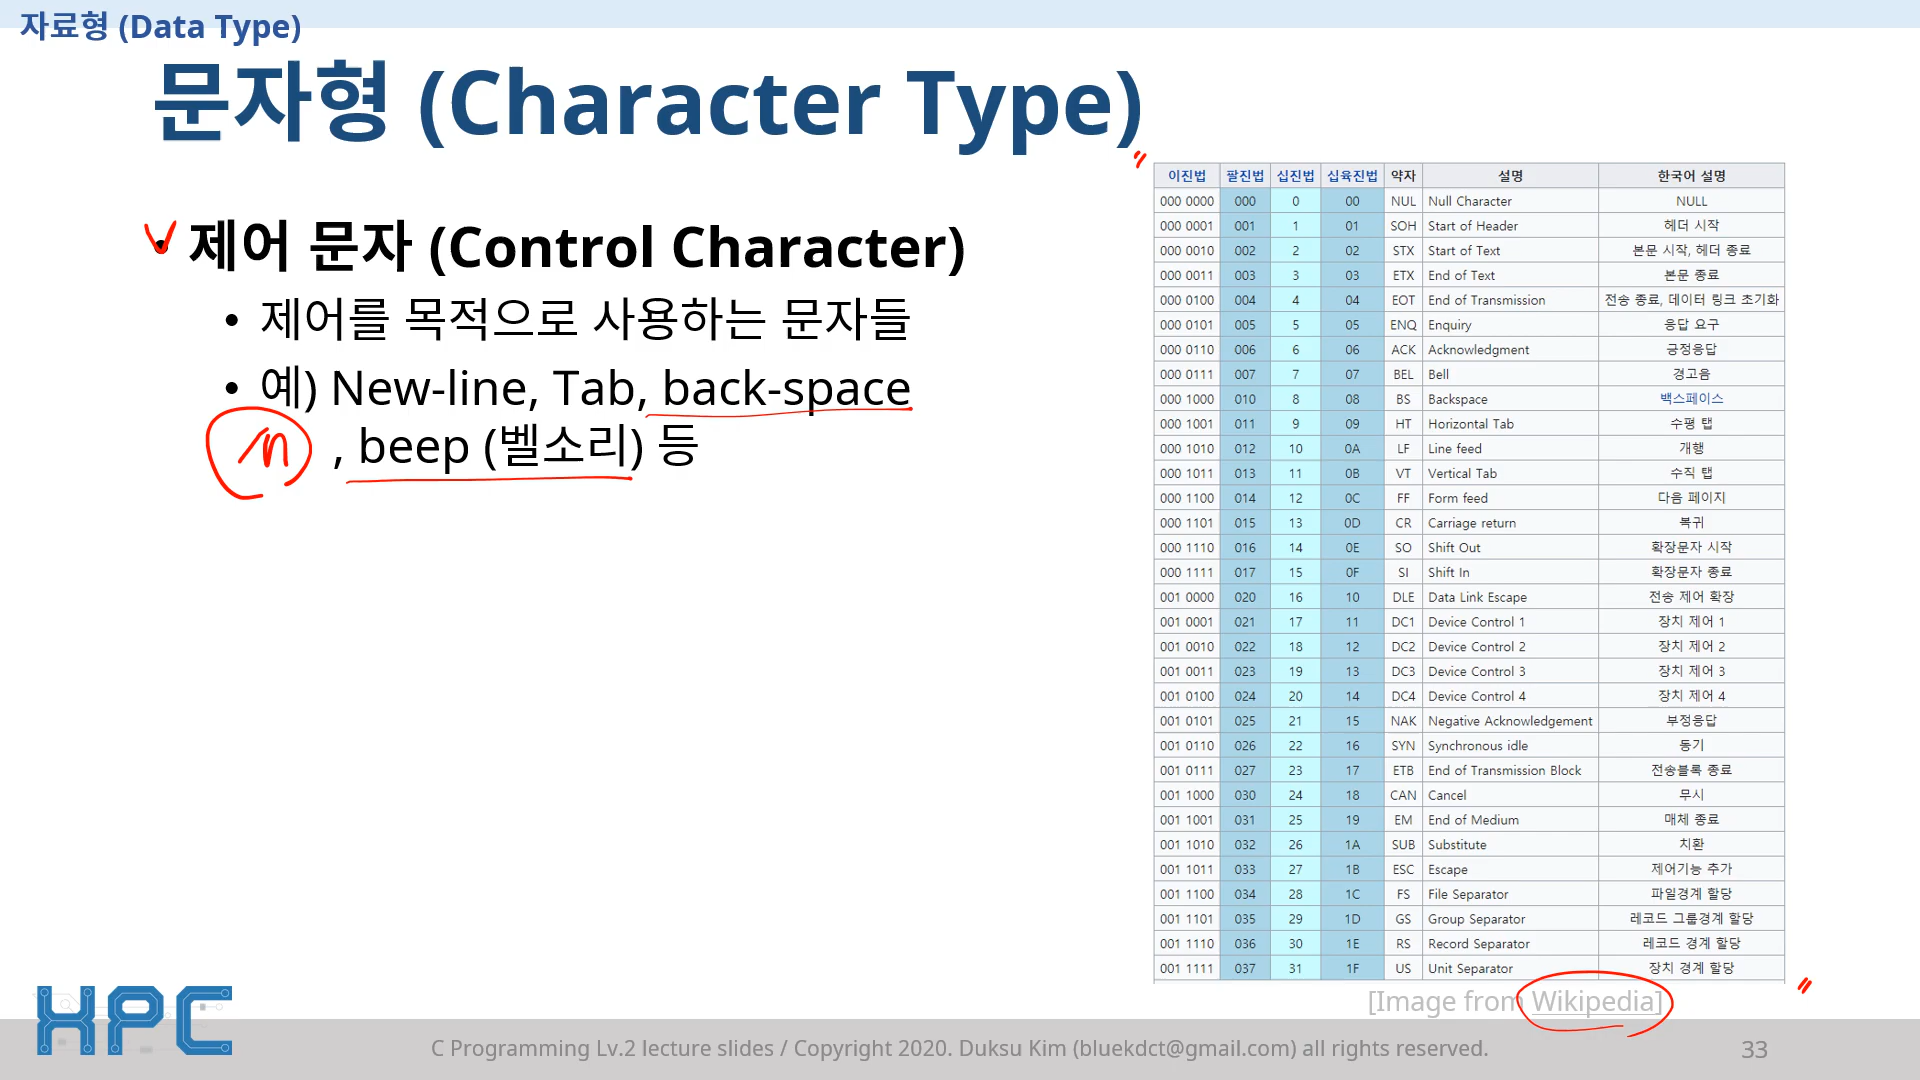 자료형 (Data Type)
문자형 (Character Type)
제어 문자 (Control Character)
• 제어를 목적으로 사용하는 문자들
• 예) New-line, Tab, back-space
, beep (벨소리) 등
이진법 팔진법 십진법 십육진법 약자 설명 한국어 설명
000 0000 000 0 00 NUL Null Character NULL
000 0001 001 1 01 SOH Start of Header 헤더 시작
000 0010 002 2 02 STX Start of Text 본문 시작, 헤더 종료
000 0011 003 3 03 ETX End of Text 본문 종료
000 0100 004 4 04 EOT End of Transmission 전송 종료, 데이터 링크 초기화
000 0101 005 5 05 ENQ Enquiry 응답 요구
000 0110 006 6 06 ACK Acknowledgment 긍정응답
000 0111 007 7 07 BEL Bell 경고음
000 1000 010 8 08 BS Backspace 백스페이스
000 1001 011 9 09 HT Horizontal Tab 수평 탭
000 1010 012 10 0A LF Line feed 개행
000 1011 013 11 0B VT Vertical Tab 수직 탭
000 1100 014 12 0C FF Form feed 다음 페이지
000 1101 015 13 0D CR Carriage return 복귀
000 1110 016 14 0E SO Shift Out 확장문자 시작
000 1111 017 15 0F SI Shift In 확장문자 종료
001 0000 020 16 10 DLE Data Link Escape 전송 제어 확장
001 0001 021 17 11 DC1 Device Control 1 장치 제어 1
001 0010 022 18 12 DC2 Device Control 2 장치 제어 2
001 0011 023 19 13 DC3 Device Control 3 장치 제어 3
001 0100 024 20 14 DC4 Device Control 4 장치 제어 4
001 0101 025 21 15 NAK Negative Acknowledgement 부정응답
001 0110 026 22 16 SYN Synchronous idle 동기
001 0111 027 23 17 ETB End of Transmission Block 전송블록 종료
001 1000 030 24 18 CAN Cancel 무시
001 1001 031 25 19 EM End of Medium 매체 종료
001 1010 032 26 1A SUB Substitute 치환
001 1011 033 27 1B ESC Escape 제어기능 추가
001 1100 034 28 1C FS File Separator 파일경계 할당
001 1101 035 29 1D GS Group Separator 레코드 그룹경계 할당
001 1110 036 30 1E RS Record Separator 레코드 경계 할당
001 1111 037 31 1F US Unit Separator 장치 경계 할당
[Image from Wikipedia]
HPC
C Programming Lv.2 lecture slides / Copyright 2020. Duksu Kim (bluekdct@gmail.com) all rights reserved.
33